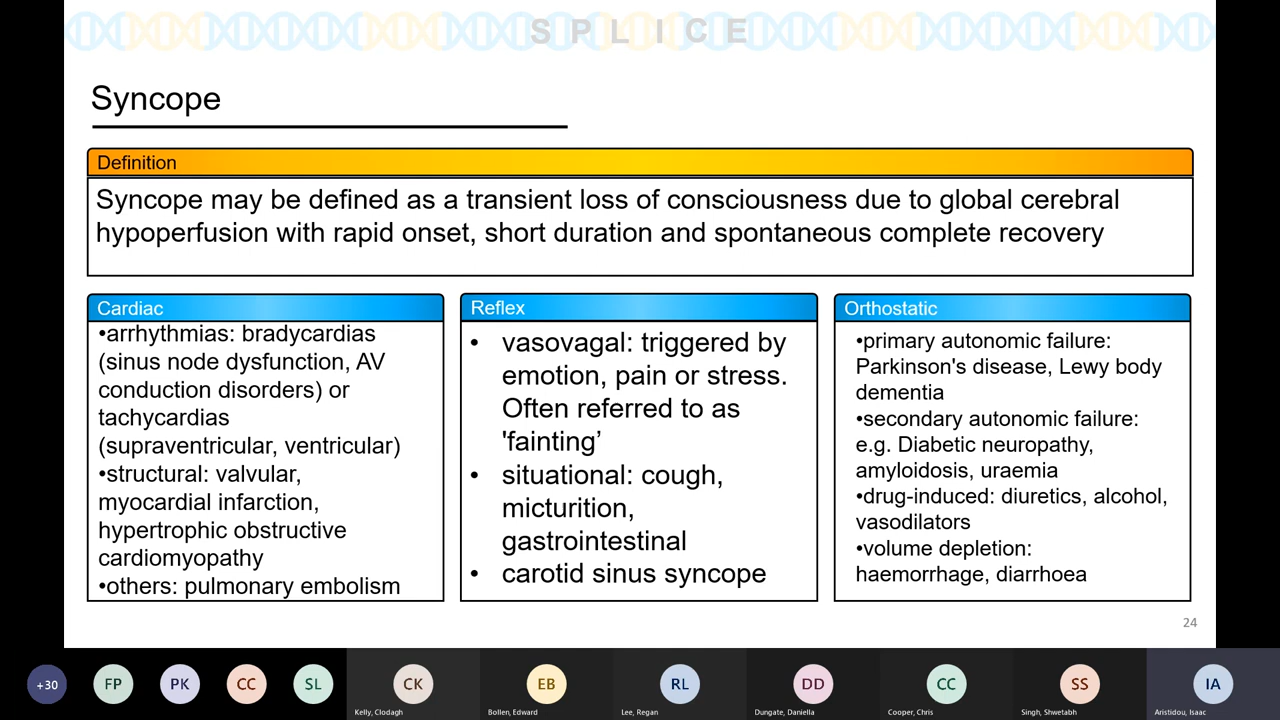 SPLICE
Syncope
Definition
Syncope may be defined as a transient loss of consciousness due to global cerebral
hypoperfusion with rapid onset, short duration and spontaneous complete recovery
Cardiac
•arrhythmias: bradycardias
(sinus node dysfunction, AV
conduction disorders) or
tachycardias
(supraventricular, ventricular)
•structural: valvular,
myocardial infarction,
hypertrophic obstructive
cardiomyopathy
•others: pulmonary embolism
Reflex
• vasovagal: triggered by
emotion, pain or stress.
Often referred to as
'fainting’
• situational: cough,
micturition,
gastrointestinal
• carotid sinus syncope
Orthostatic
•primary autonomic failure:
Parkinson's disease, Lewy body
dementia
•secondary autonomic failure:
e.g. Diabetic neuropathy,
amyloidosis, uraemia
•drug-induced: diuretics, alcohol,
vasodilators
•volume depletion:
haemorrhage, diarrhoea
24
+30
FP
PK
CC
SL
CK
Kelly, Clodagh
EB
Bollen, Edward
RL
Lee, Regan
DD
Dungate, Daniella
CC
Cooper, Chris
SS
Singh, Shwetabh
IA
Aristidou, Isaac